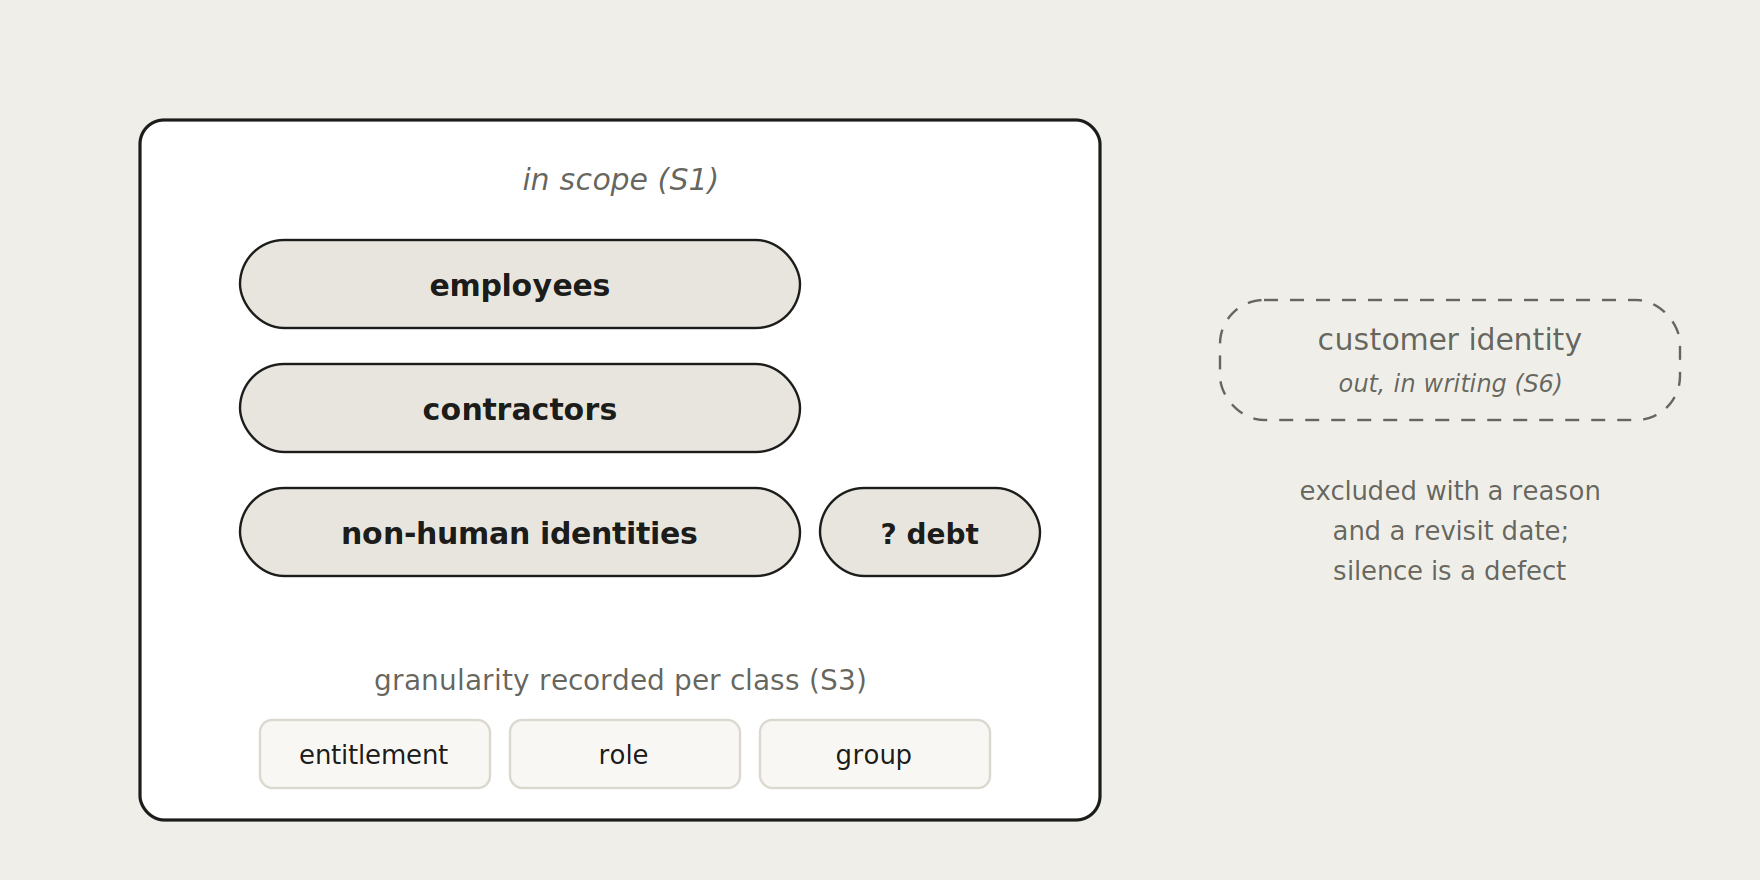 in scope (S1)
employees
contractors
non-human identities
? debt
granularity recorded per class (S3)
entitlement
role
group
customer identity
out, in writing (S6)
excluded with a reason
and a revisit date;
silence is a defect